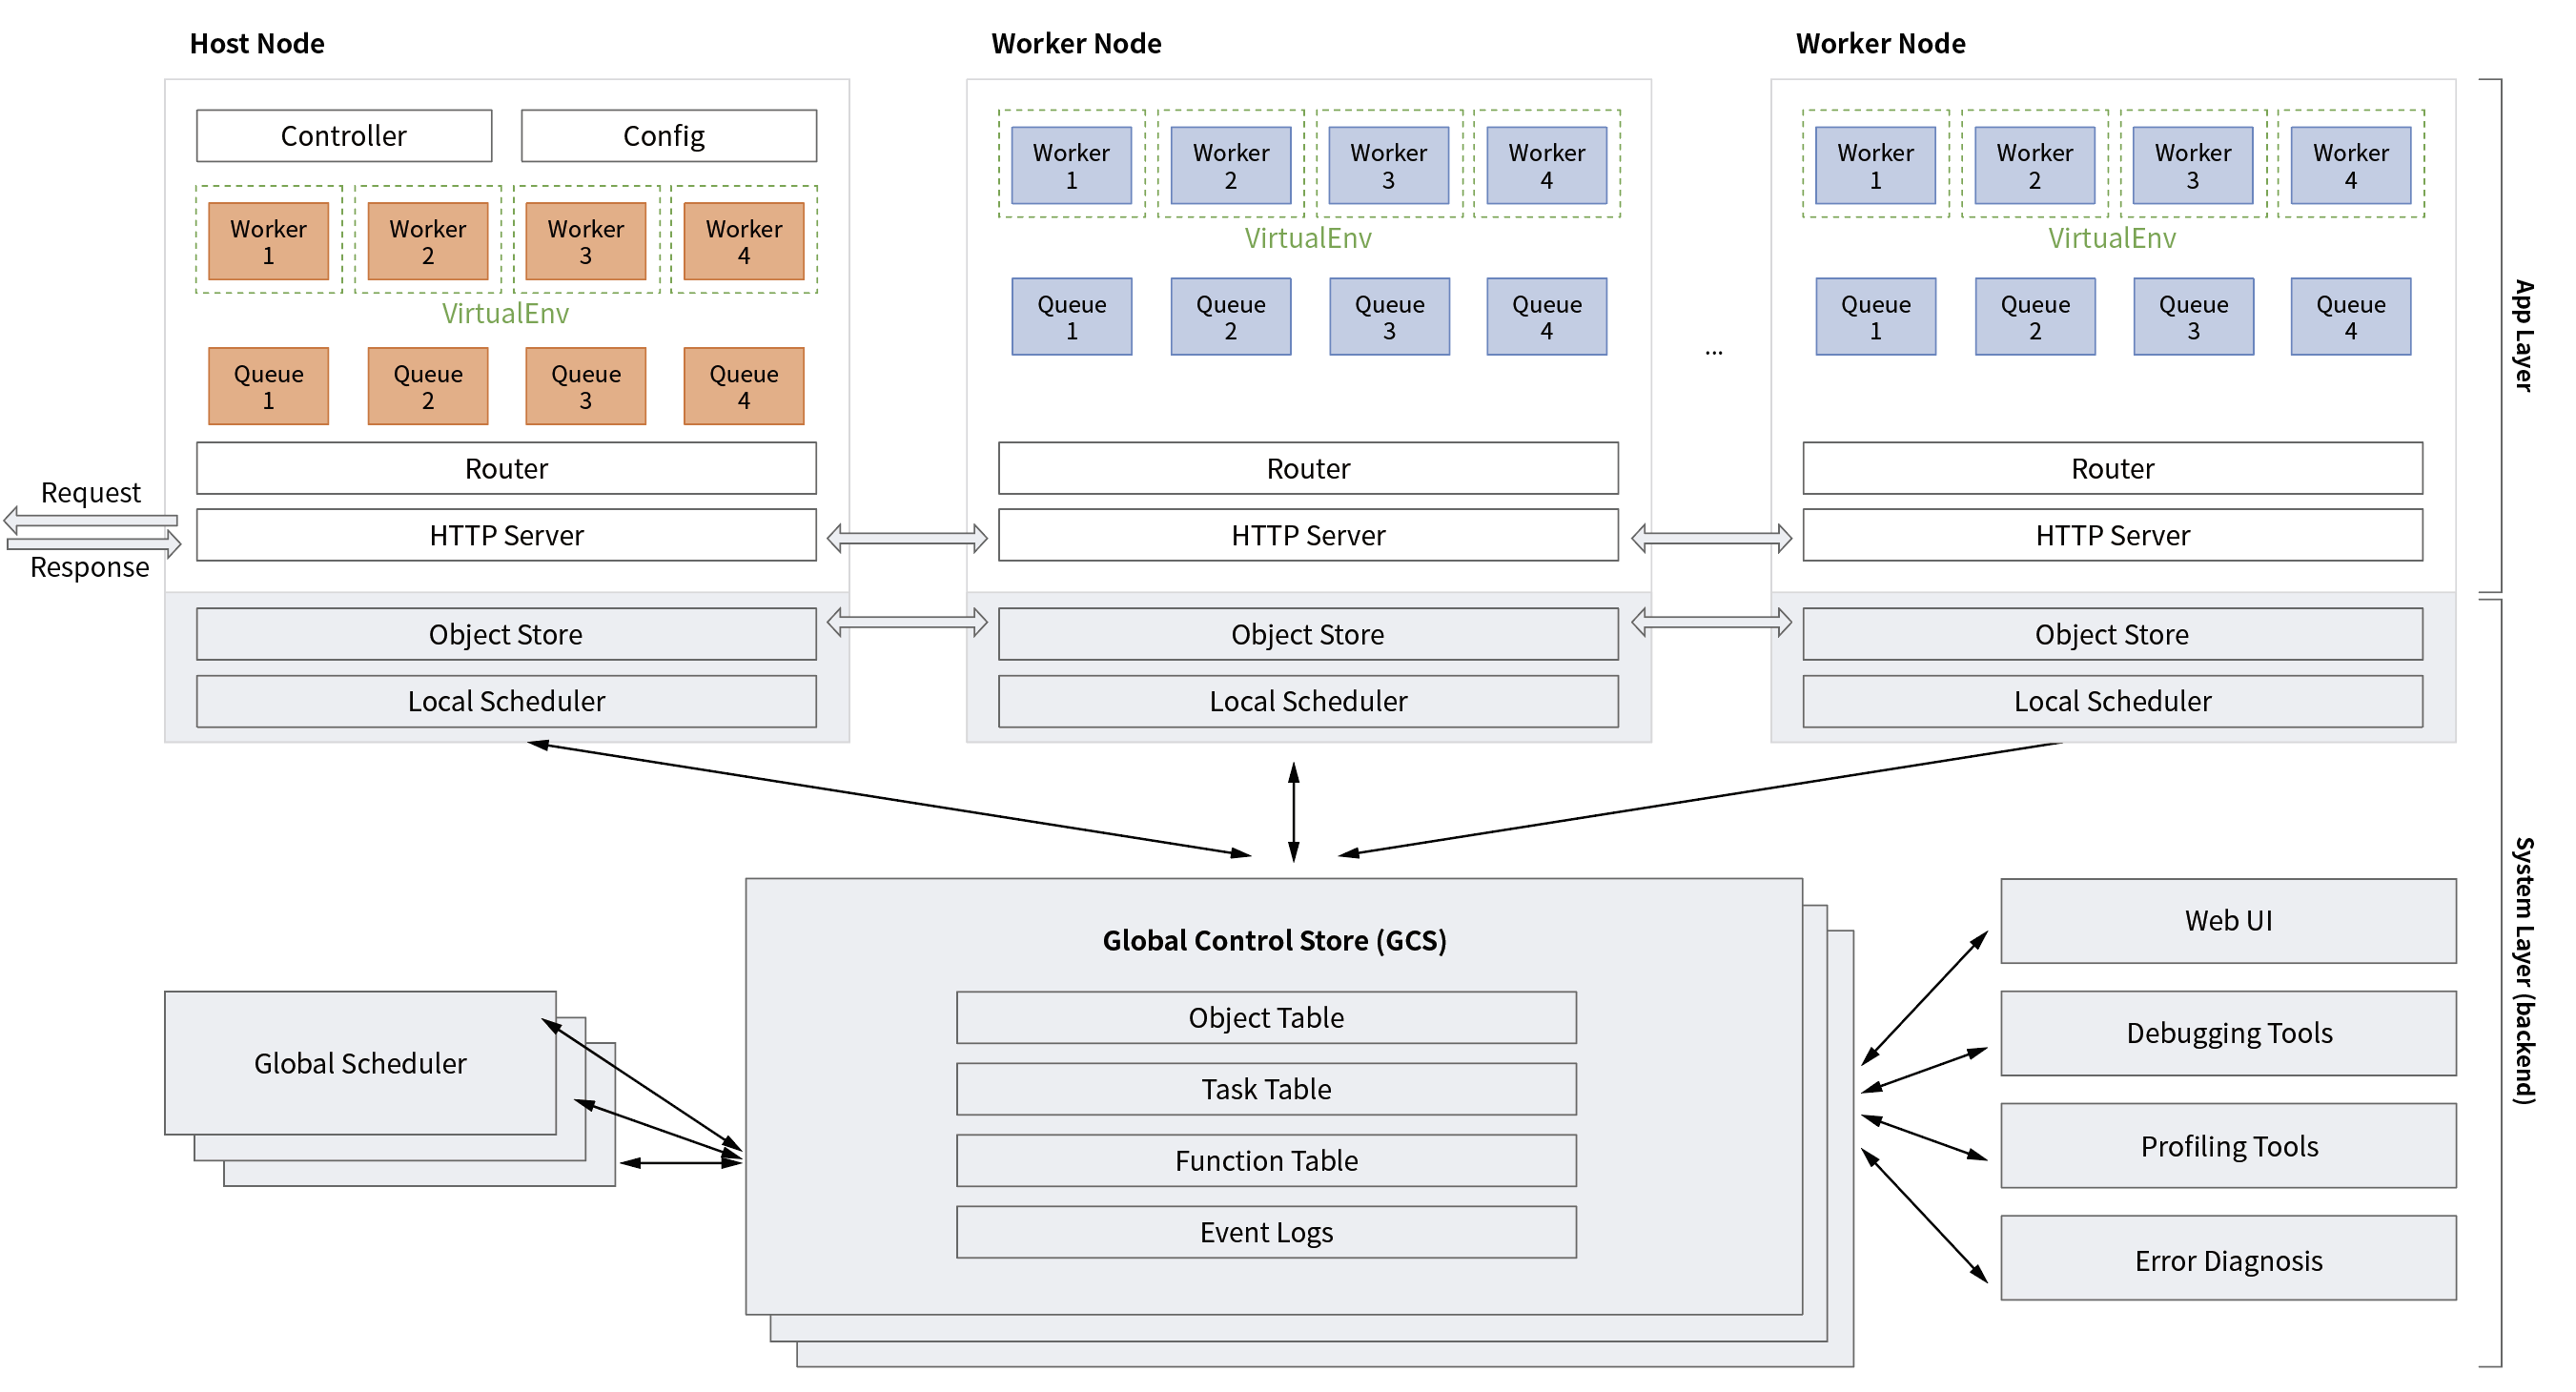 Host Node
Controller
Config
Worker
1
Worker
2
Worker
3
Worker
4
VirtualEnv
Queue
1
Queue
2
Queue
3
Queue
4
Router
HTTP Server
Request
Response
Object Store
Local Scheduler
Worker Node
Worker
1
Worker
2
Worker
3
Worker
4
VirtualEnv
Queue
1
Queue
2
Queue
3
Queue
4
Router
HTTP Server
Object Store
Local Scheduler
...
Worker Node
Worker
1
Worker
2
Worker
3
Worker
4
VirtualEnv
Queue
1
Queue
2
Queue
3
Queue
4
Router
HTTP Server
Object Store
Local Scheduler
App Layer
Global Scheduler
Global Control Store (GCS)
Object Table
Task Table
Function Table
Event Logs
Web UI
Debugging Tools
Profiling Tools
Error Diagnosis
System Layer (backend)